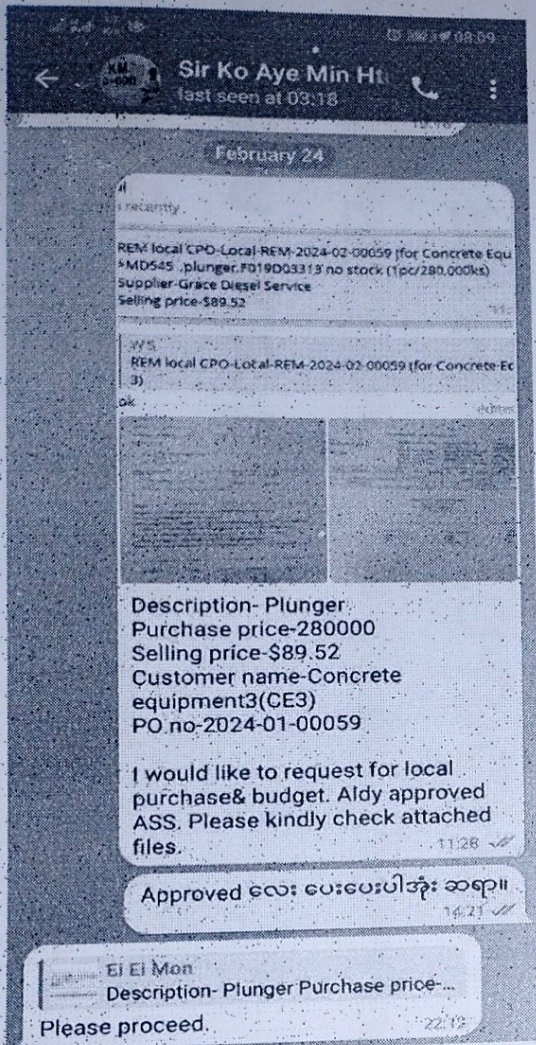 08:09
Sir Ko Aye Min Ht
last seen at 03:18
February 24
recently
REM local CPO-Local-REM-2024-02-00059 (for Concrete Equ
*MD545 ,plunger,F019D03313 no stock (1pc/280,000ks)
Supplier-Grace Diesel Service
Selling price-$89.52
REM local CPO-Local-REM-2024-02-00059 (for Concrete Ec
3)
ok
edited
Description- Plunger
Purchase price-280000
Selling price-$89.52
Customer name-Concrete
equipment3(CE3)
PO.no-2024-01-00059
I would like to request for local
purchase& budget. Aldy approved
ASS. Please kindly check attached
files.
11:28
Approved လေး ပေးပေးပါအုံး ဆရာ။
14:21
Ei Ei Mon
Description- Plunger Purchase price-...
Please proceed.
22:12